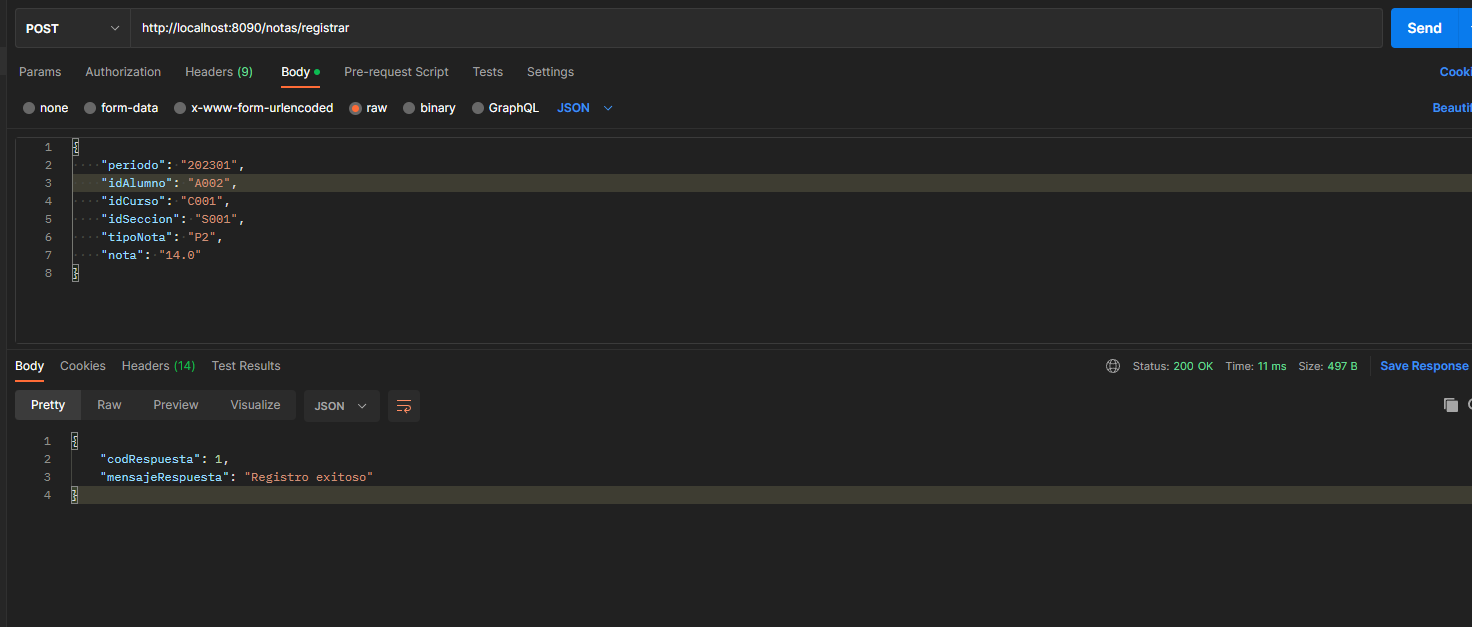 POST http://localhost:8090/notas/registrar Send
Params Authorization Headers (9) Body Pre-request Script Tests Settings
none form-data x-www-form-urlencoded raw binary GraphQL JSON
1 {
2 "periodo": "202301",
3 "idAlumno": "A002",
4 "idCurso": "C001",
5 "idSeccion": "S001",
6 "tipoNota": "P2",
7 "nota": "14.0"
8 }
Body Cookies Headers (14) Test Results Status: 200 OK Time: 11 ms Size: 497 B Save Response
Pretty Raw Preview Visualize JSON
1 {
2 "codRespuesta": 1,
3 "mensajeRespuesta": "Registro exitoso"
4 }